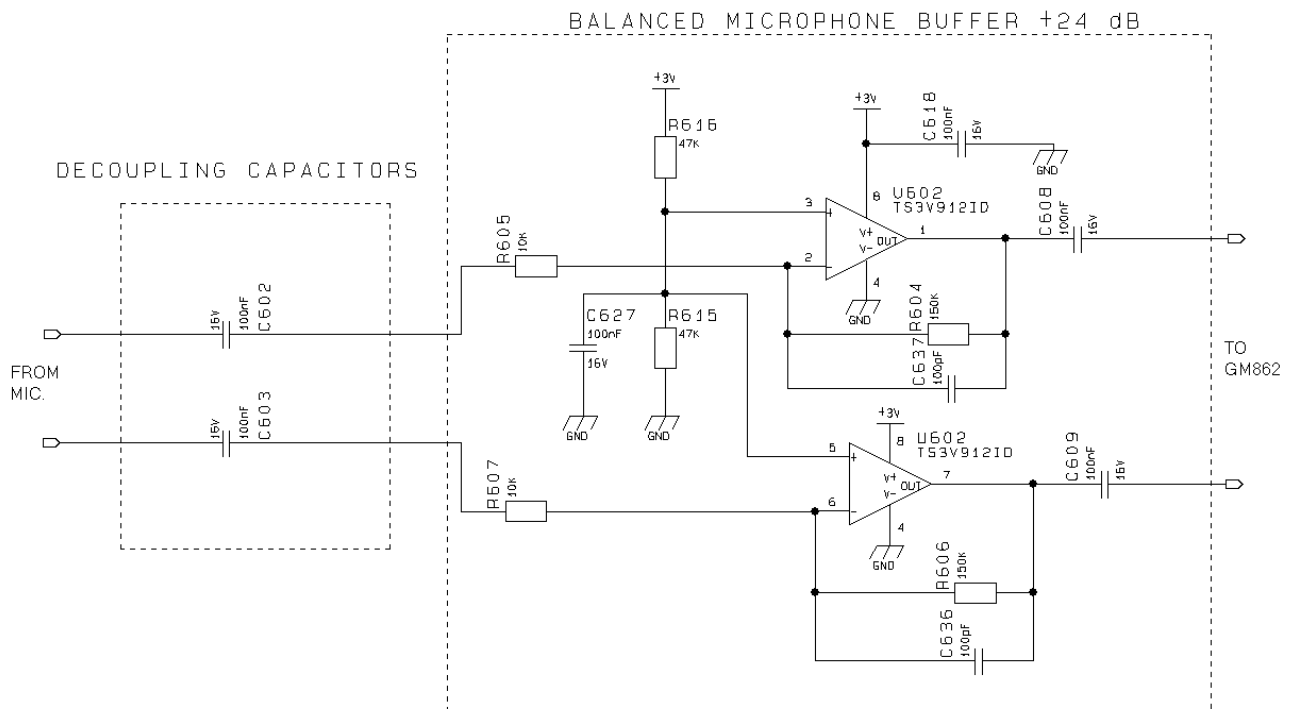 BALANCED MICROPHONE BUFFER +24 dB
DECOUPLING CAPACITORS
+3V
R616
47K
+3V
C618
100nF
16V
GND
U602
TS3V912ID
8
3
+
V+
V-
OUT
1
2
-
4
GND
C608
100nF
16V
R605
10K
R604
150K
C637
100pF
C602
100nF
16V
C627
100nF
16V
GND
R615
47K
GND
FROM
MIC.
TO
GM862
C603
100nF
16V
+3V
8
U602
TS3V912ID
5
+
V+
V-
OUT
7
6
-
4
GND
C609
100nF
16V
R607
10K
R606
150K
C636
100pF